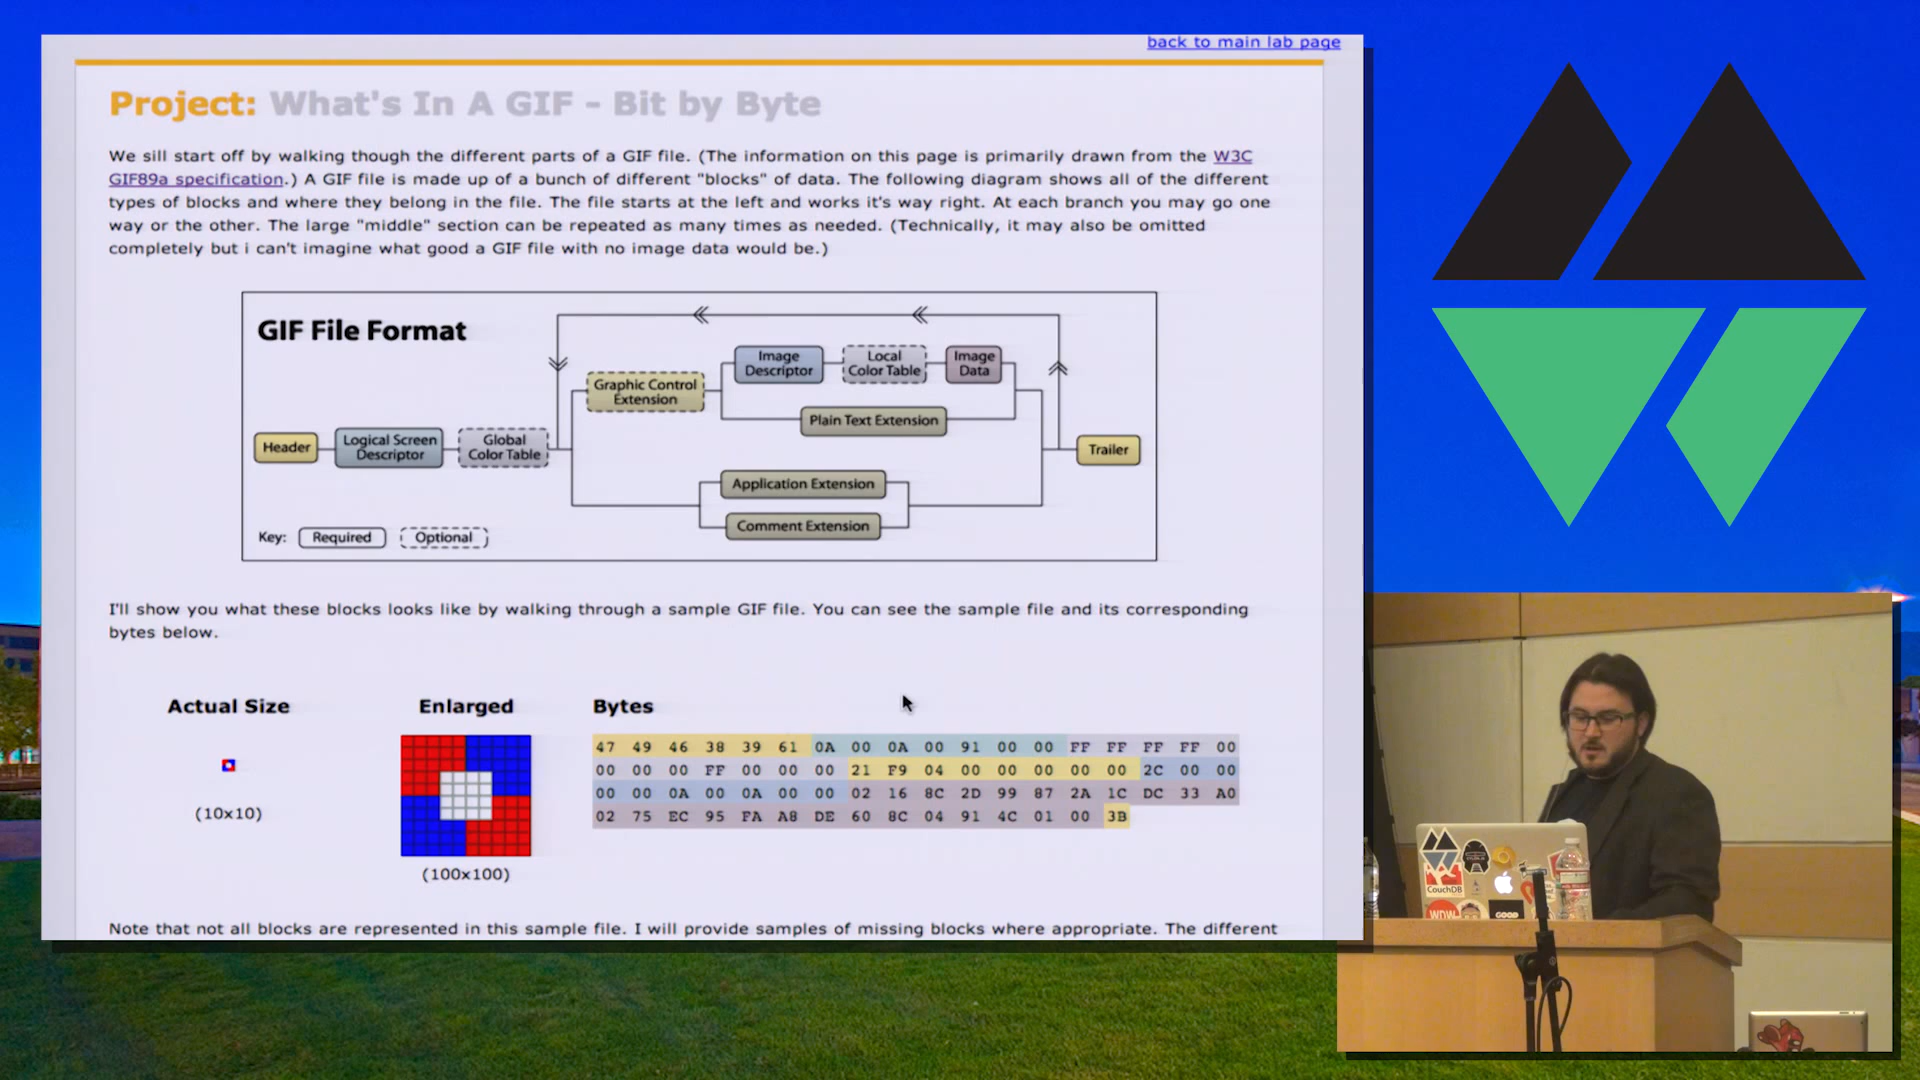 back to main lab page
Project: What's In A GIF - Bit by Byte
We sill start off by walking though the different parts of a GIF file. (The information on this page is primarily drawn from the W3C
GIF89a specification.) A GIF file is made up of a bunch of different "blocks" of data. The following diagram shows all of the different
types of blocks and where they belong in the file. The file starts at the left and works it's way right. At each branch you may go one
way or the other. The large "middle" section can be repeated as many times as needed. (Technically, it may also be omitted
completely but i can't imagine what good a GIF file with no image data would be.)
GIF File Format
Header
Logical Screen
Descriptor
Global
Color Table
Graphic Control
Extension
Image
Descriptor
Local
Color Table
Image
Data
Plain Text Extension
Application Extension
Comment Extension
Trailer
Key:
Required
Optional
I'll show you what these blocks looks like by walking through a sample GIF file. You can see the sample file and its corresponding
bytes below.
Actual Size
(10x10)
Enlarged
(100x100)
Bytes
47 49 46 38 39 61 0A 00 0A 00 91 00 00 FF FF FF FF 00
00 00 00 FF 00 00 00 21 F9 04 00 00 00 00 00 2C 00 00
00 00 0A 00 0A 00 00 02 16 8C 2D 99 87 2A 1C DC 33 A0
02 75 EC 95 FA A8 DE 60 8C 04 91 4C 01 00 3B
Note that not all blocks are represented in this sample file. I will provide samples of missing blocks where appropriate. The different
CouchDB
WDW
GOOD